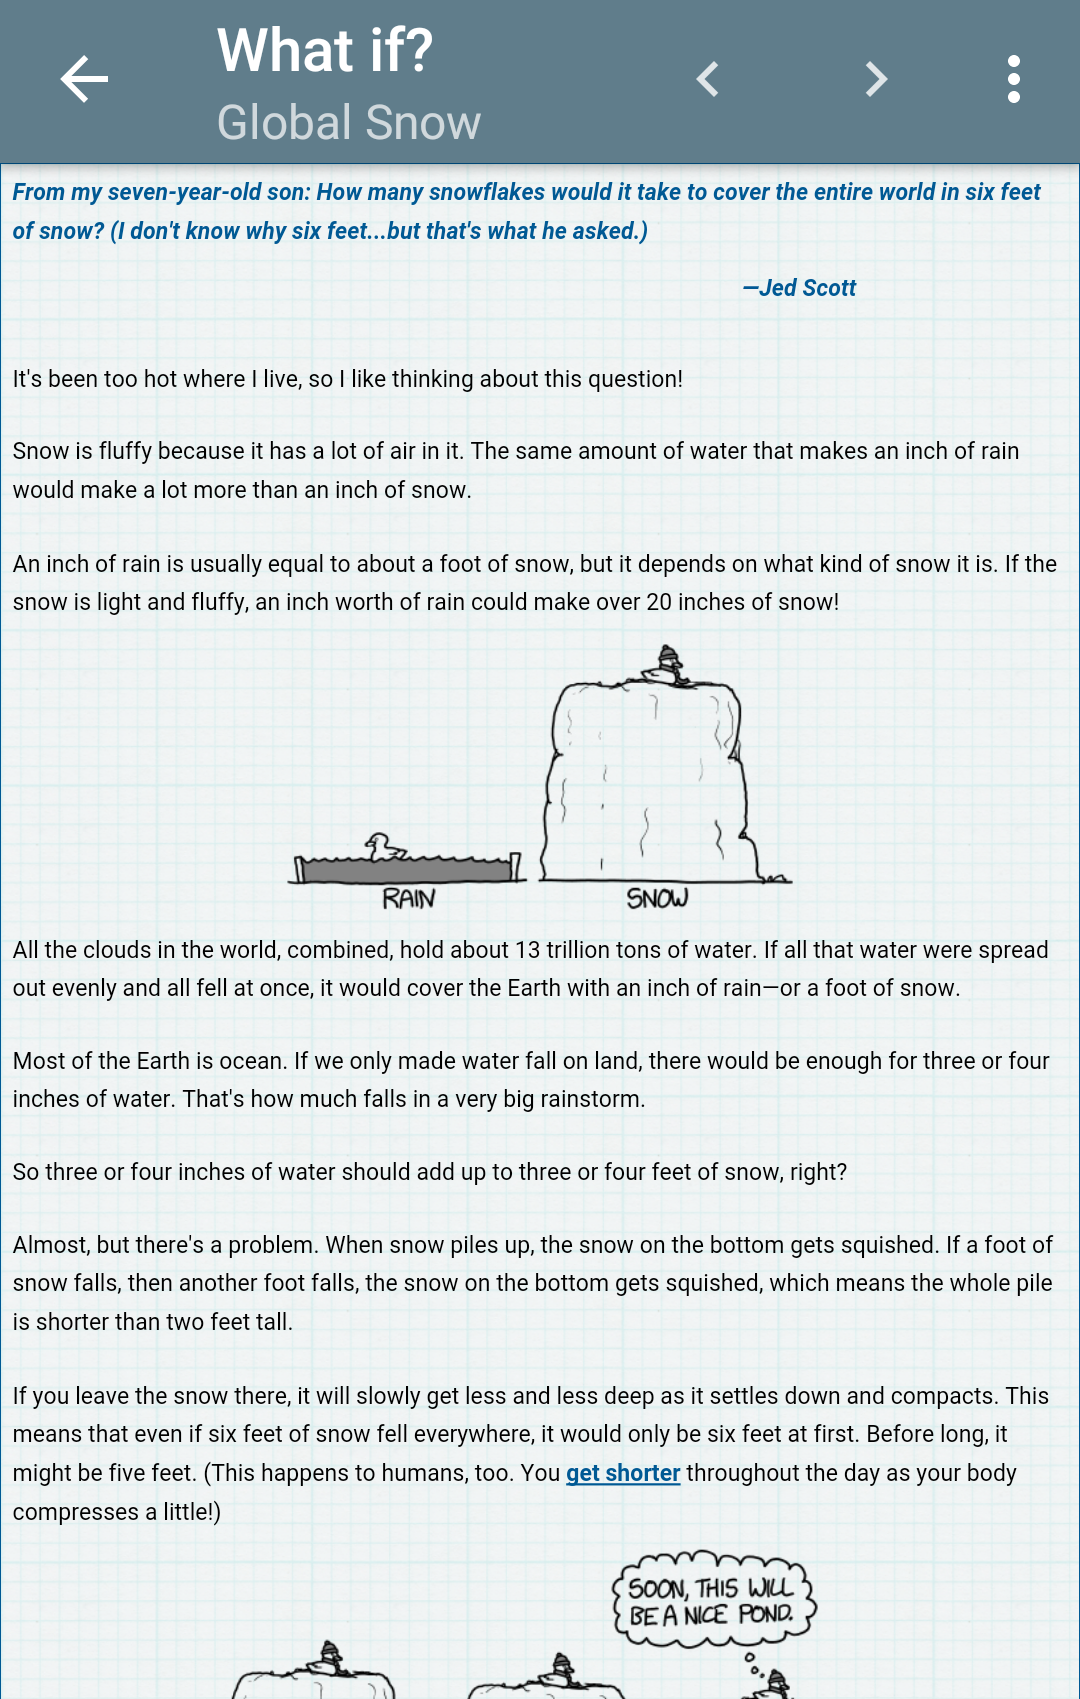 What if?
Global Snow
From my seven-year-old son: How many snowflakes would it take to cover the entire world in six feet
of snow? (I don't know why six feet...but that's what he asked.)
—Jed Scott
It's been too hot where I live, so I like thinking about this question!
Snow is fluffy because it has a lot of air in it. The same amount of water that makes an inch of rain
would make a lot more than an inch of snow.
An inch of rain is usually equal to about a foot of snow, but it depends on what kind of snow it is. If the
snow is light and fluffy, an inch worth of rain could make over 20 inches of snow!
RAIN SNOW
All the clouds in the world, combined, hold about 13 trillion tons of water. If all that water were spread
out evenly and all fell at once, it would cover the Earth with an inch of rain—or a foot of snow.
Most of the Earth is ocean. If we only made water fall on land, there would be enough for three or four
inches of water. That's how much falls in a very big rainstorm.
So three or four inches of water should add up to three or four feet of snow, right?
Almost, but there's a problem. When snow piles up, the snow on the bottom gets squished. If a foot of
snow falls, then another foot falls, the snow on the bottom gets squished, which means the whole pile
is shorter than two feet tall.
If you leave the snow there, it will slowly get less and less deep as it settles down and compacts. This
means that even if six feet of snow fell everywhere, it would only be six feet at first. Before long, it
might be five feet. (This happens to humans, too. You get shorter throughout the day as your body
compresses a little!)
SOON, THIS WILL
BE A NICE POND.